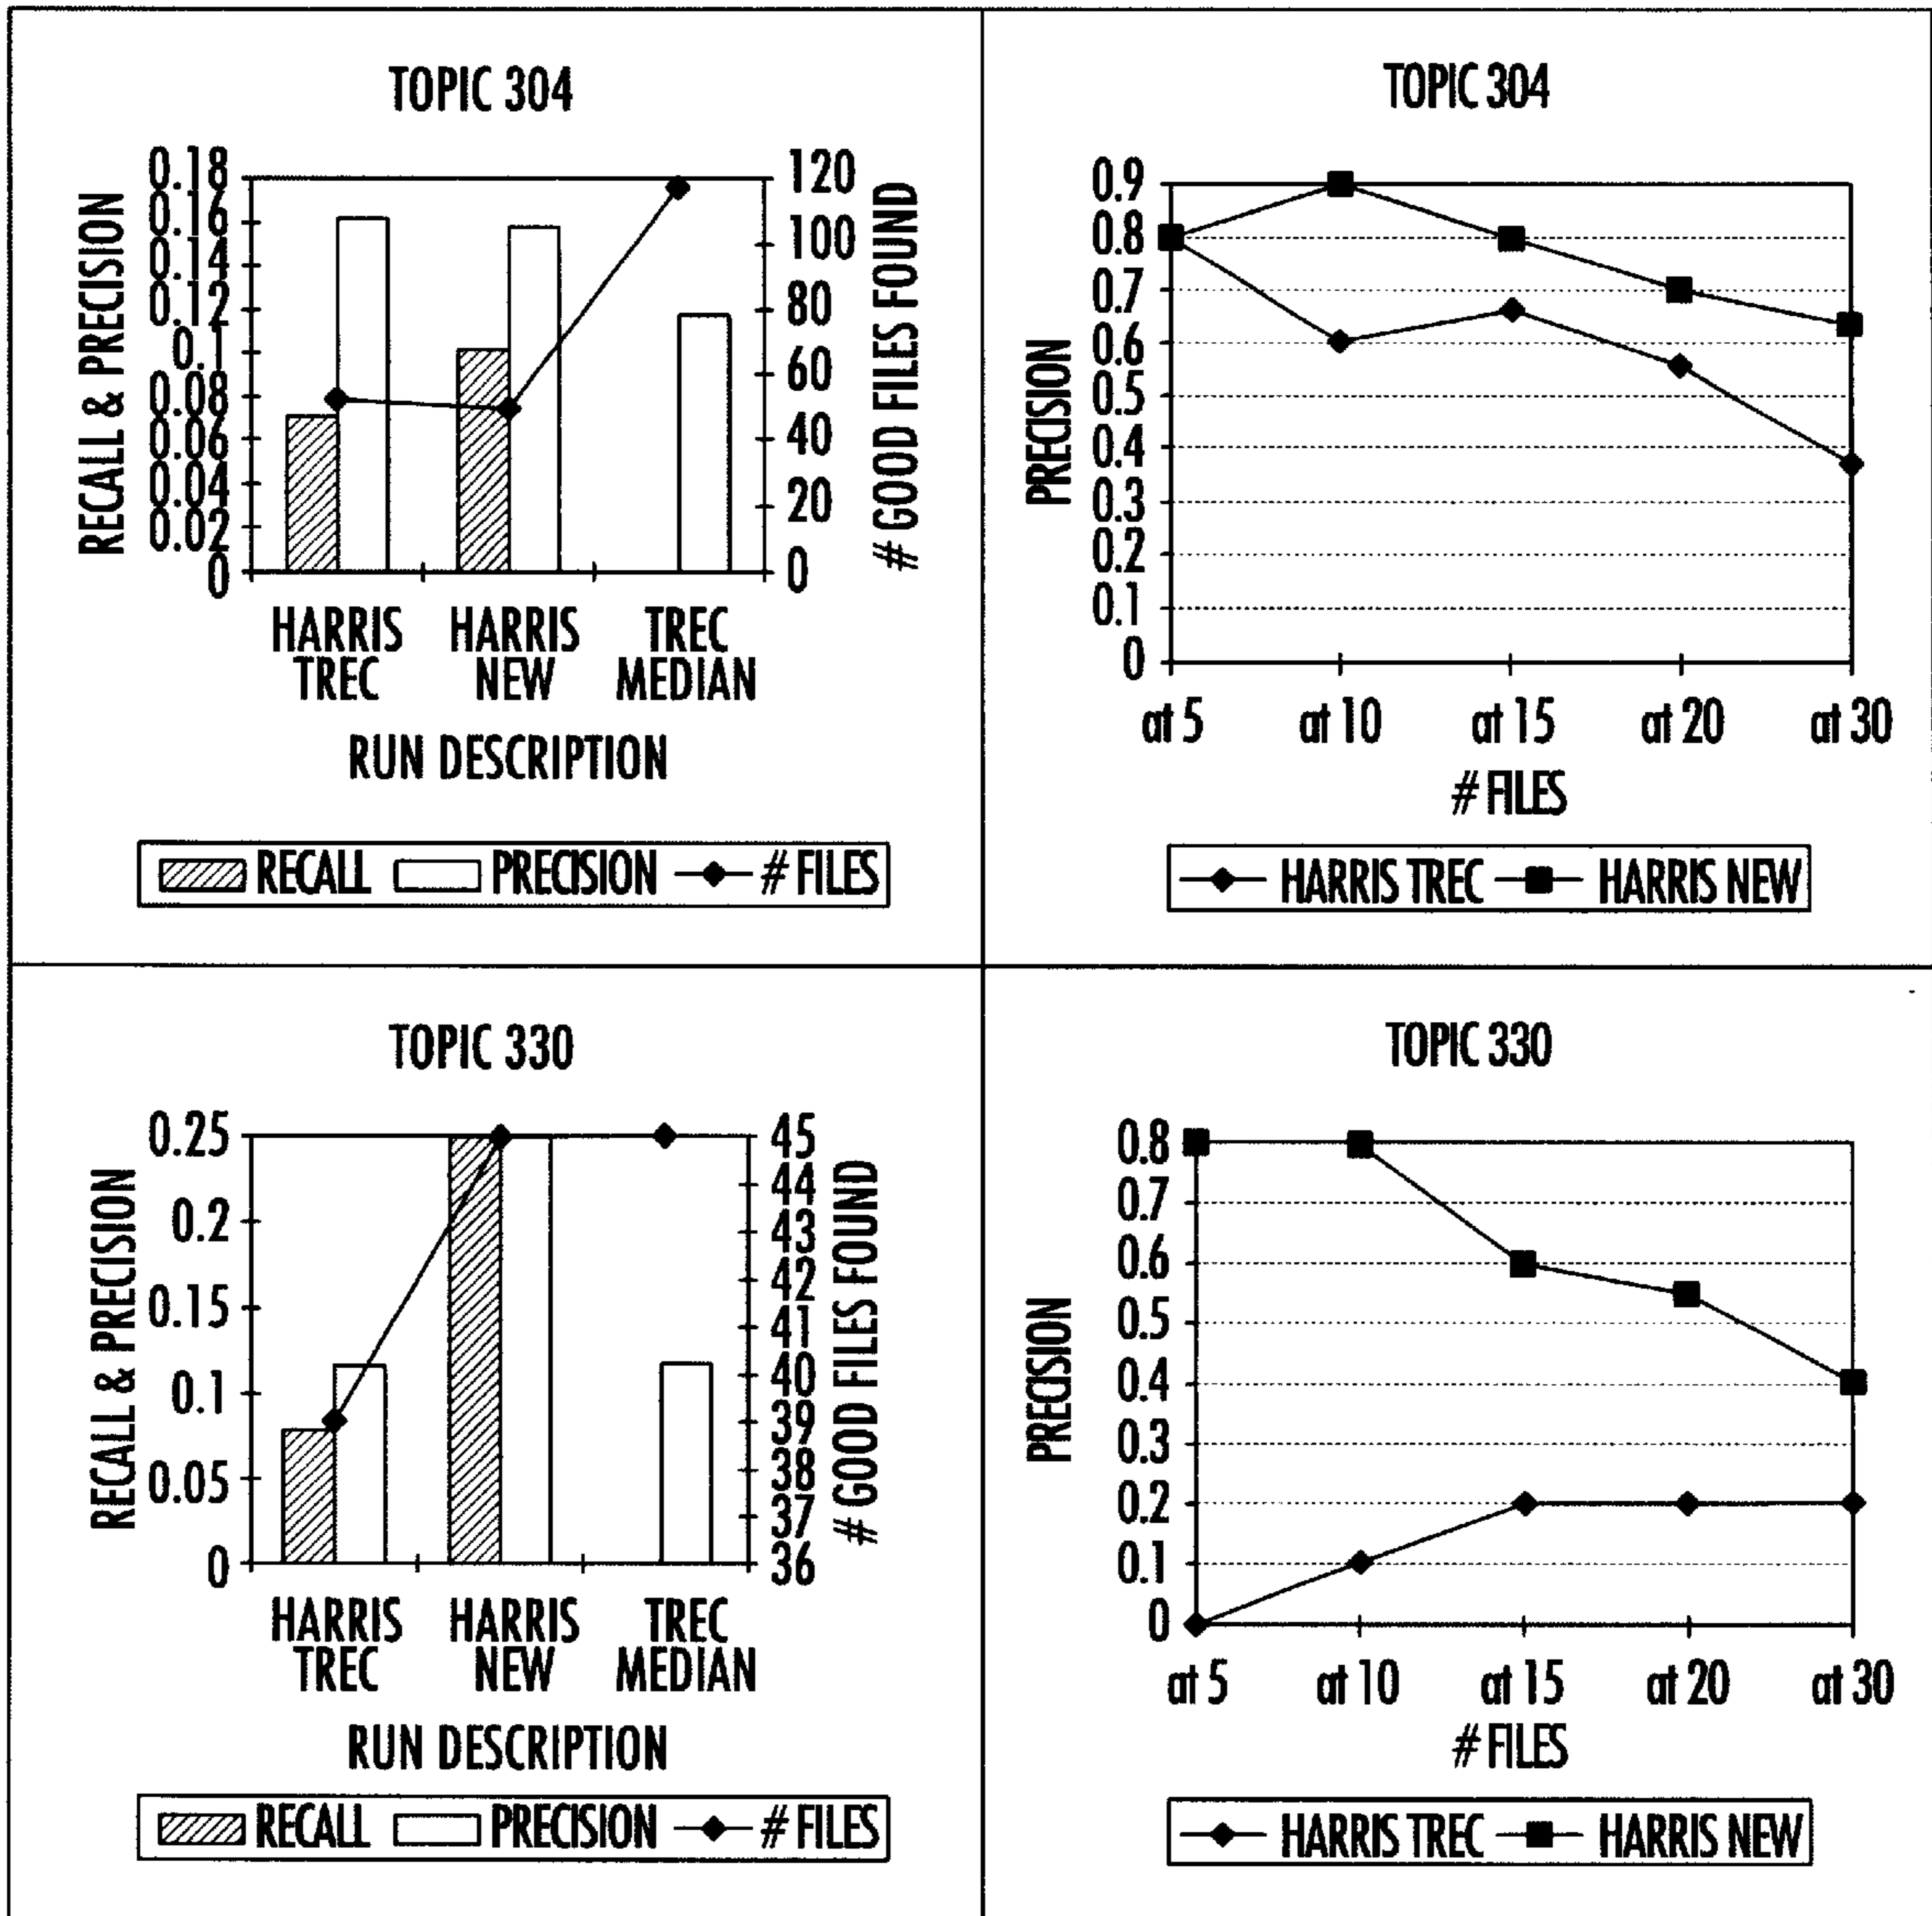 TOPIC 304
RECALL & PRECISION
0.18
0.16
0.14
0.12
0.1
0.08
0.06
0.04
0.02
0
120
100
80
60
40
20
0
# GOOD FILES FOUND
HARRIS TREC
HARRIS NEW
TREC MEDIAN
RUN DESCRIPTION
RECALL PRECISION # FILES
TOPIC 304
PRECISION
0.9
0.8
0.7
0.6
0.5
0.4
0.3
0.2
0.1
0
at 5 at 10 at 15 at 20 at 30
# FILES
HARRIS TREC HARRIS NEW
TOPIC 330
RECALL & PRECISION
0.25
0.2
0.15
0.1
0.05
0
45
44
43
42
41
40
39
38
37
36
# GOOD FILES FOUND
HARRIS TREC
HARRIS NEW
TREC MEDIAN
RUN DESCRIPTION
RECALL PRECISION # FILES
TOPIC 330
PRECISION
0.8
0.7
0.6
0.5
0.4
0.3
0.2
0.1
0
at 5 at 10 at 15 at 20 at 30
# FILES
HARRIS TREC HARRIS NEW